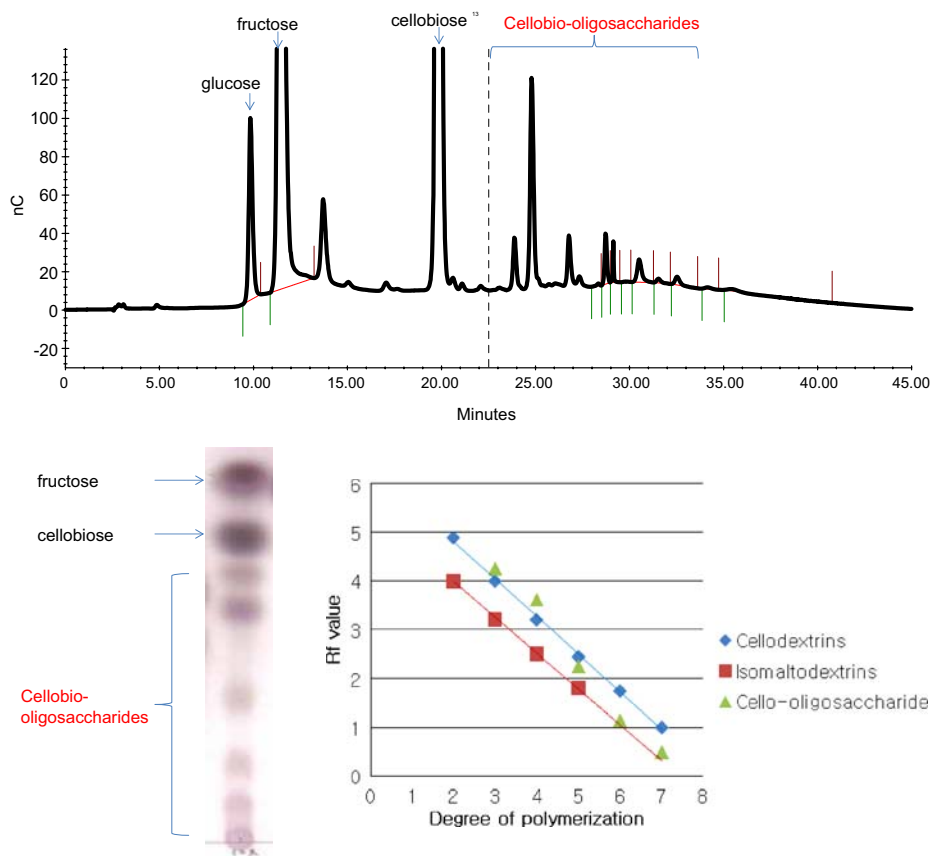 fructose
cellobiose 13
Cellobio-oligosaccharides
glucose
120
100
80
60
40
20
0
-20
nC
0 5.00 10.00 15.00 20.00 25.00 30.00 35.00 40.00 45.00
Minutes
fructose
cellobiose
Cellobio-
oligosaccharides
6
5
4
3
2
1
0
Rf value
0 1 2 3 4 5 6 7 8
Degree of polymerization
Cellodextrins
Isomaltodextrins
Cello-oligosaccharide